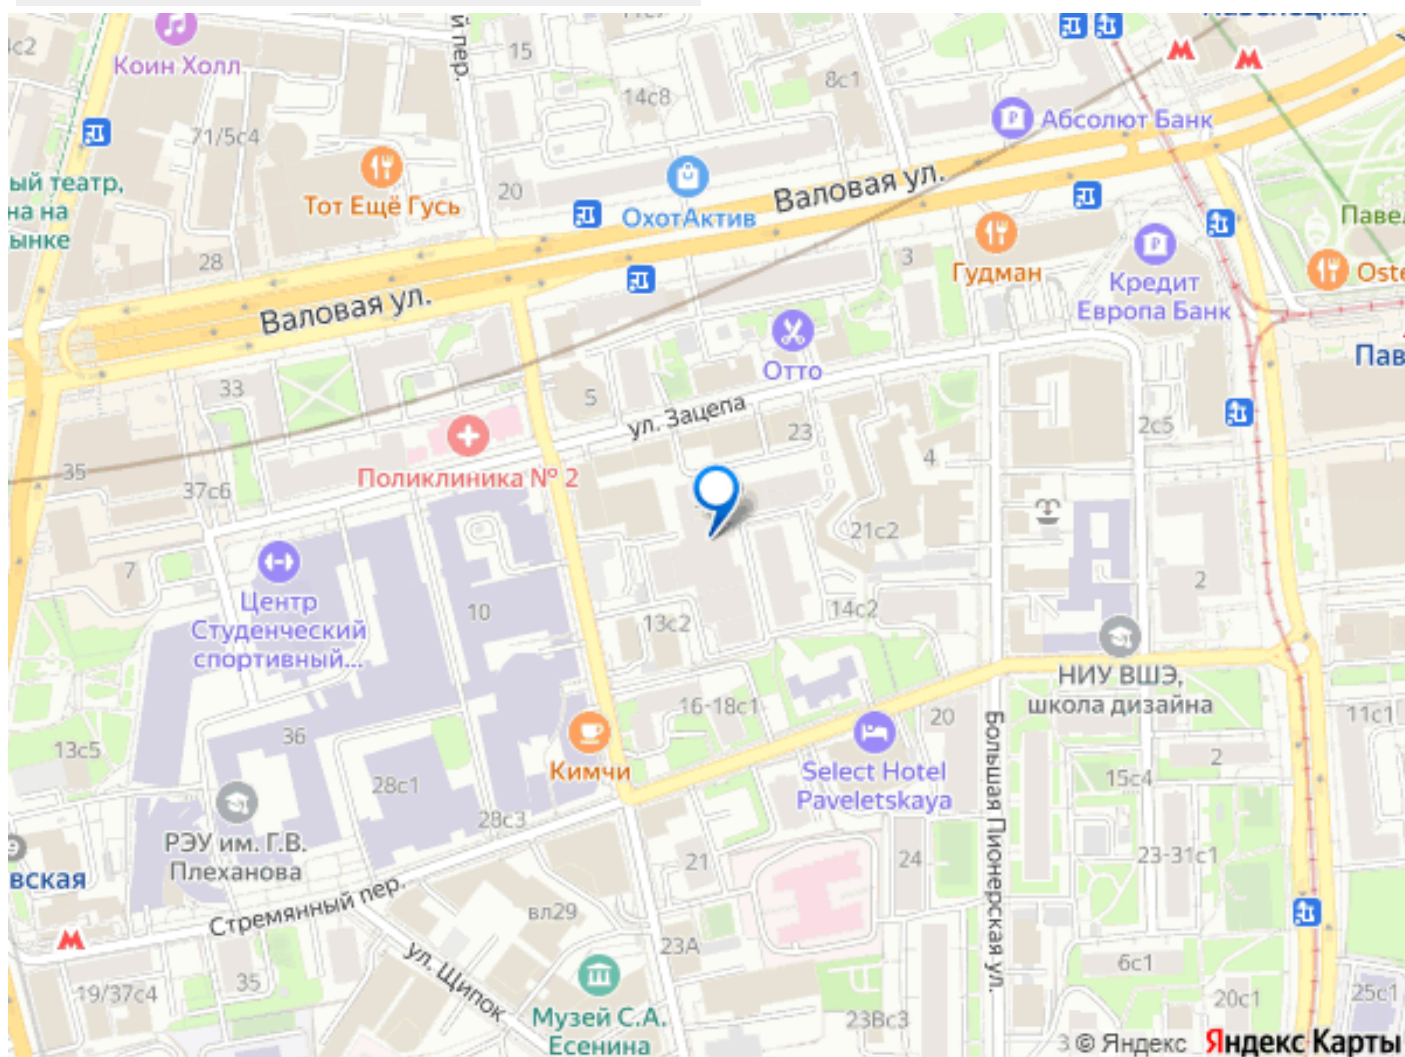 Коин Холл
15
й пер.
14с8
8с1
71/5с4
Абсолют Банк
ый театр,
на на
ынке
Тот Ещё Гусь
20
ОхотАктив
Валовая ул.
28
3
Гудман
Кредит
Европа Банк
Павел
Oste
Валовая ул.
Отто
Пав
33
5
ул. Зацепа
23
2с5
35
37с6
Поликлиника № 2
4
21с2
7
Центр
Студенческий
спортивный...
10
13с2
14с2
2
НИУ ВШЭ,
школа дизайна
16-18с1
20
11с1
13с5
36
Кимчи
Select Hotel
Paveletskaya
Большая Пионерская ул.
2
15с4
28с1
28с3
РЭУ им. Г.В.
Плеханова
вская
21
24
23-31с1
Стремянный пер.
вл29
23А
ул. Щипок
6с1
19/37с4
35
Музей С.А.
Есенина
23Вс3
20с1
25с1
3
© Яндекс Яндекс Карты